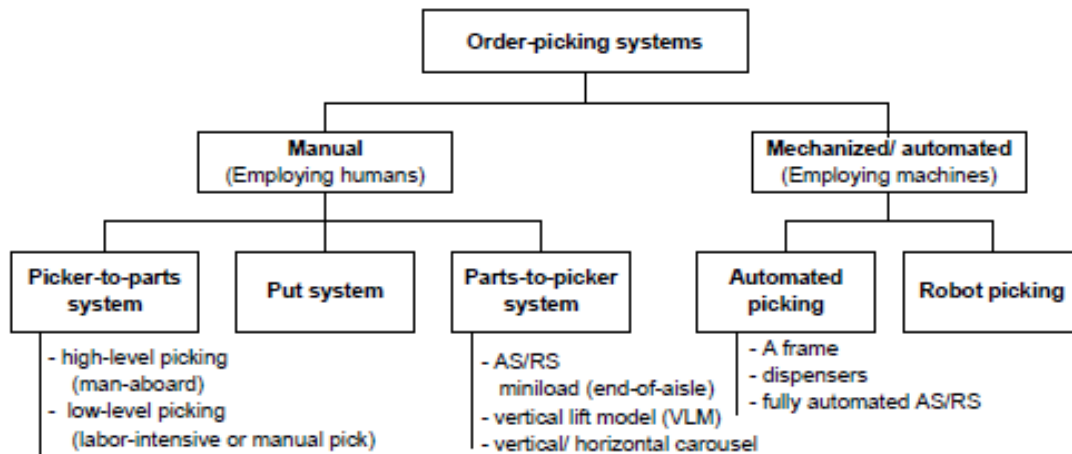 Order-picking systems
Manual
(Employing humans)
Mechanized/ automated
(Employing machines)
Picker-to-parts
system
Put system
Parts-to-picker
system
Automated
picking
Robot picking
- high-level picking
(man-aboard)
- low-level picking
(labor-intensive or manual pick)
- AS/RS
miniload (end-of-aisle)
- vertical lift model (VLM)
- vertical/ horizontal carousel
- A frame
- dispensers
- fully automated AS/RS